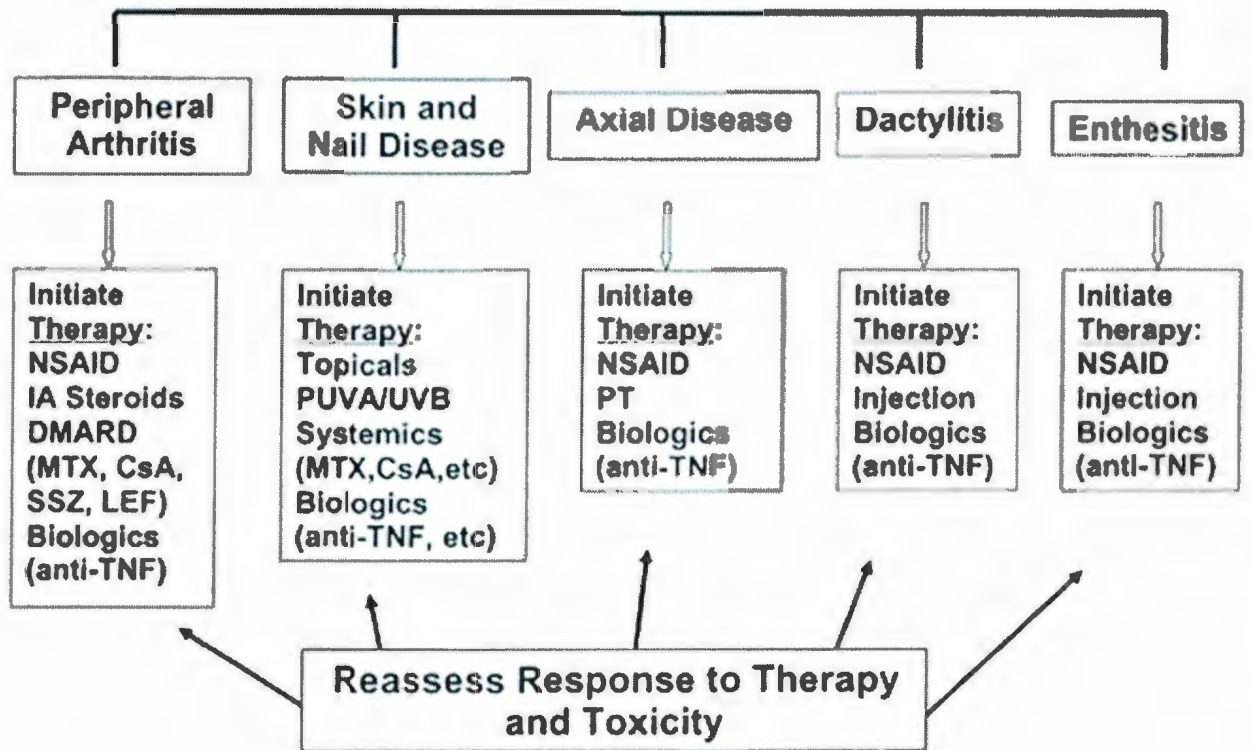 Peripheral
Arthritis
Skin and
Nail Disease
Axial Disease
Dactylitis
Enthesitis
Initiate
Therapy:
NSAID
IA Steroids
DMARD
(MTX, CsA,
SSZ, LEF)
Biologics
(anti-TNF)
Initiate
Therapy:
Topicals
PUVA/UVB
Systemics
(MTX,CsA,etc)
Biologics
(anti-TNF, etc)
Initiate
Therapy:
NSAID
PT
Biologics
(anti-TNF)
Initiate
Therapy:
NSAID
Injection
Biologics
(anti-TNF)
Initiate
Therapy:
NSAID
Injection
Biologics
(anti-TNF)
Reassess Response to Therapy
and Toxicity